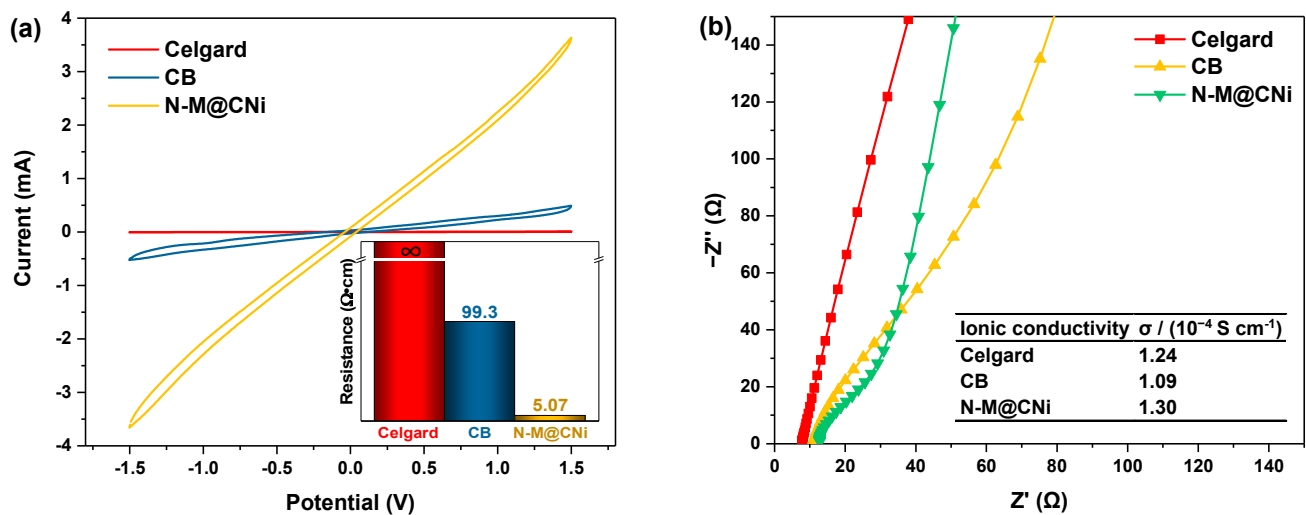 (a)
Celgard
CB
N-M@CNi
Current (mA)
4
3
2
1
0
-1
-2
-3
-4
-1.5 -1.0 -0.5 0.0 0.5 1.0 1.5
Potential (V)
Resistance (Ω•cm)
∞
99.3
5.07
Celgard CB N-M@CNi
(b)
Celgard
CB
N-M@CNi
−Z'' (Ω)
140
120
100
80
60
40
20
0
0 20 40 60 80 100 120 140
Z' (Ω)
Ionic conductivity σ / (10⁻⁴ S cm⁻¹)
Celgard 1.24
CB 1.09
N-M@CNi 1.30